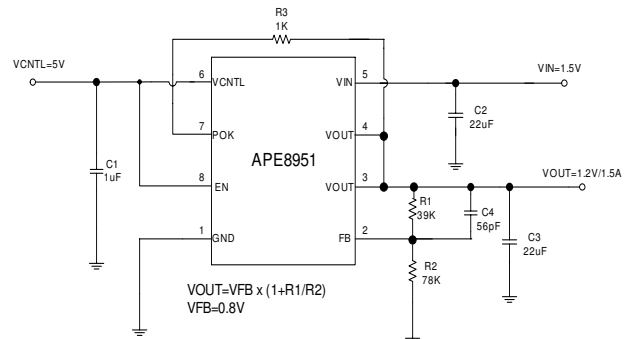 R3
1K
VCNTL=5V
6
VCNTL
VIN
5
VIN=1.5V
C2
22uF
7
POK
VOUT
4
APE8951
C1
1uF
8
EN
VOUT
3
VOUT=1.2V/1.5A
R1
39K
C4
56pF
C3
22uF
1
GND
FB
2
R2
78K
VOUT=VFB x (1+R1/R2)
VFB=0.8V